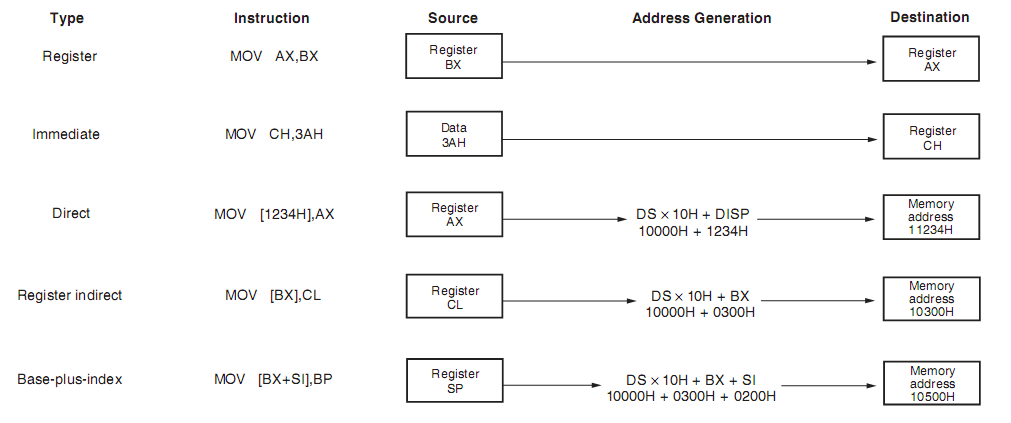 Type Instruction Source Address Generation Destination
Register MOV AX,BX Register BX Register AX
Immediate MOV CH,3AH Data 3AH Register CH
Direct MOV [1234H],AX Register AX DS × 10H + DISP 10000H + 1234H Memory address 11234H
Register indirect MOV [BX],CL Register CL DS × 10H + BX 10000H + 0300H Memory address 10300H
Base-plus-index MOV [BX+SI],BP Register SP DS × 10H + BX + SI 10000H + 0300H + 0200H Memory address 10500H